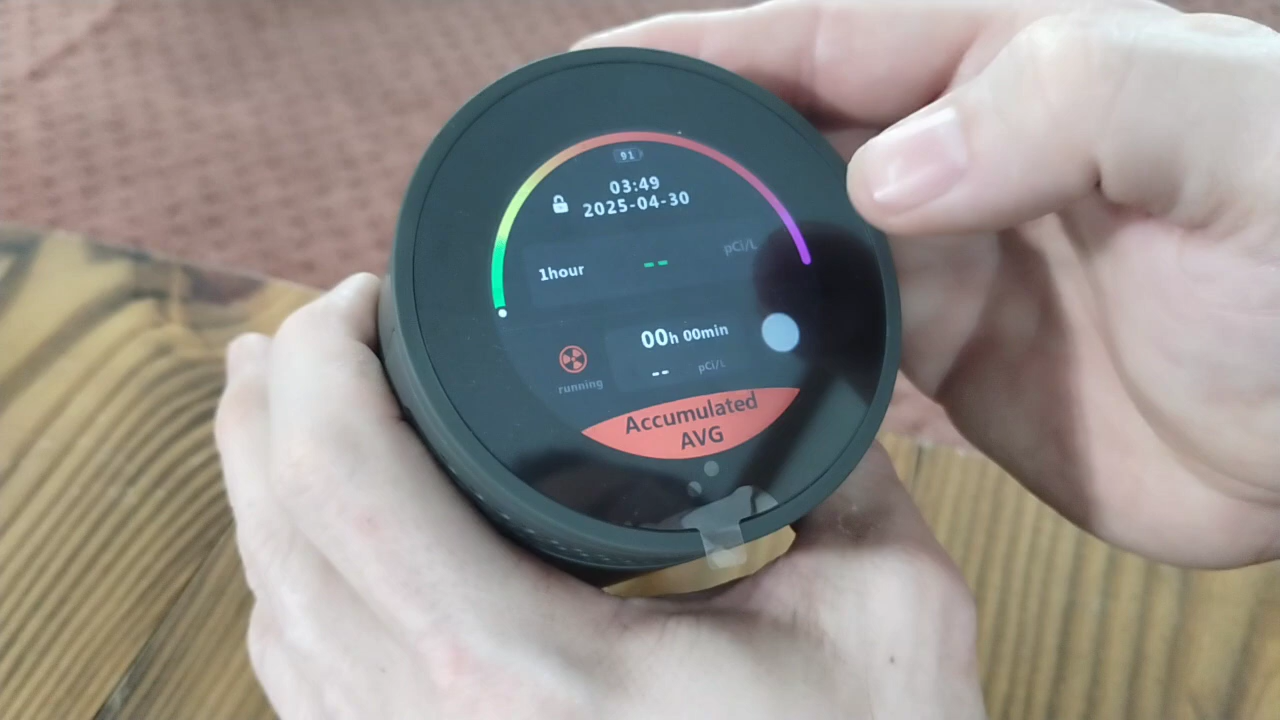 91
03:49
2025-04-30
pCi/L
1hour
--
00h 00min
--
pCi/L
running
Accumulated
AVG